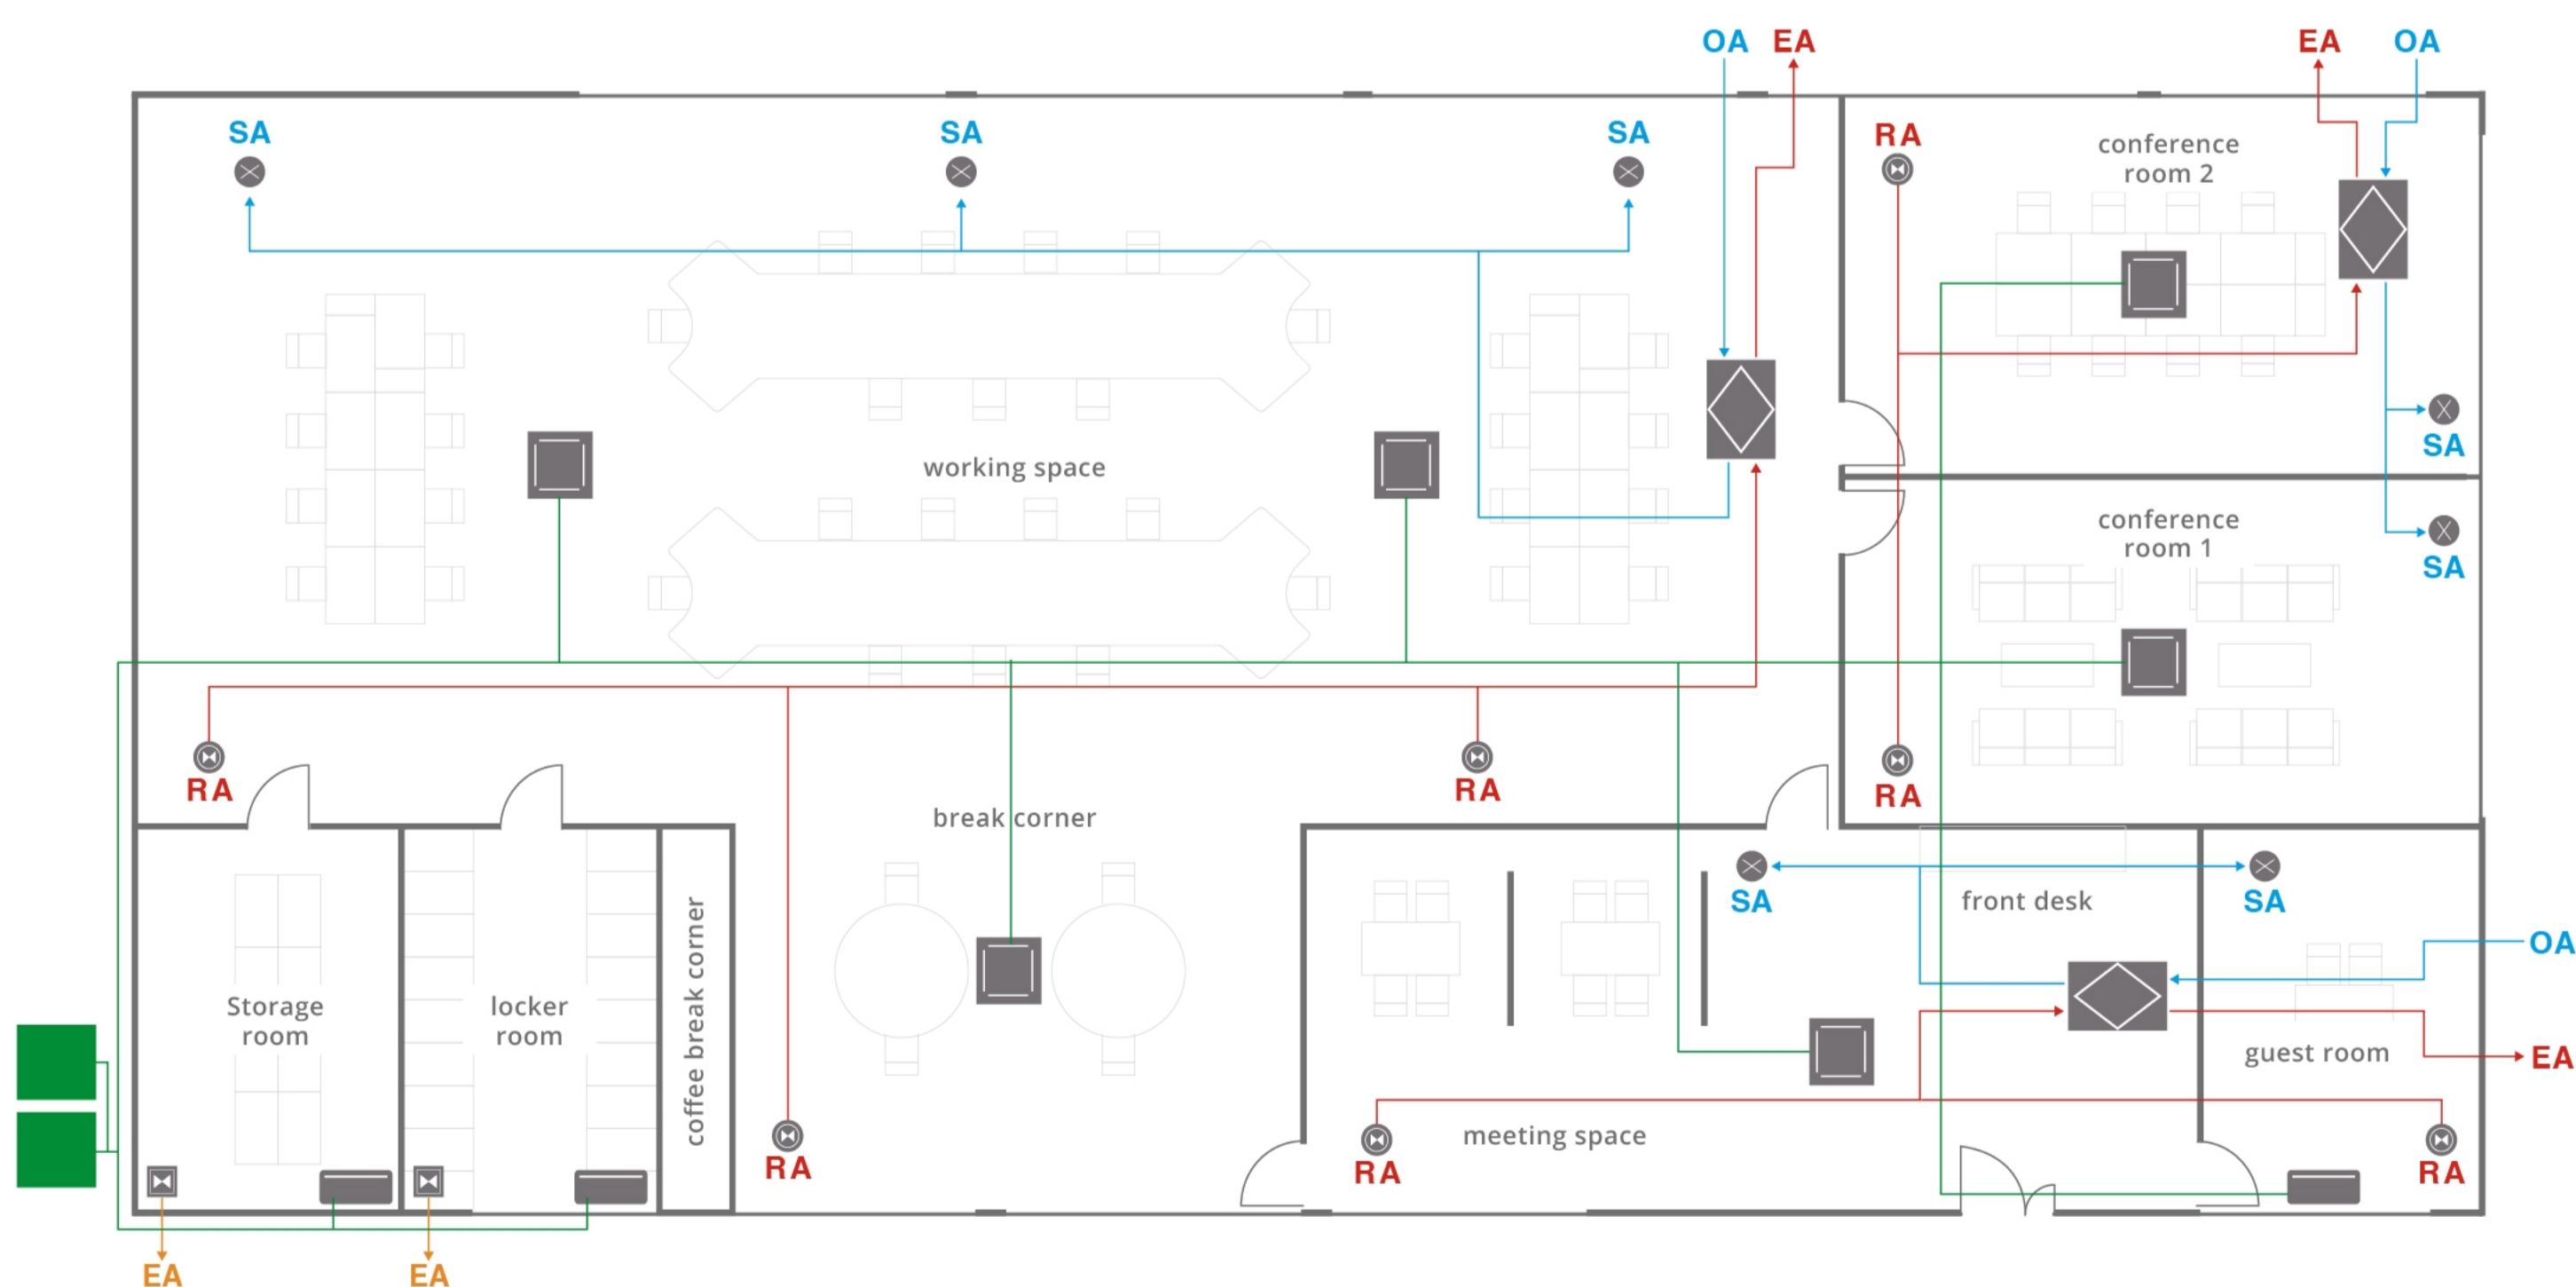 OA
EA
EA
OA
SA
SA
SA
RA
conference
room 2
SA
working space
conference
room 1
SA
RA
RA
RA
break corner
SA
front desk
SA
OA
coffee break corner
Storage
room
locker
room
guest room
EA
meeting space
RA
RA
RA
EA
EA